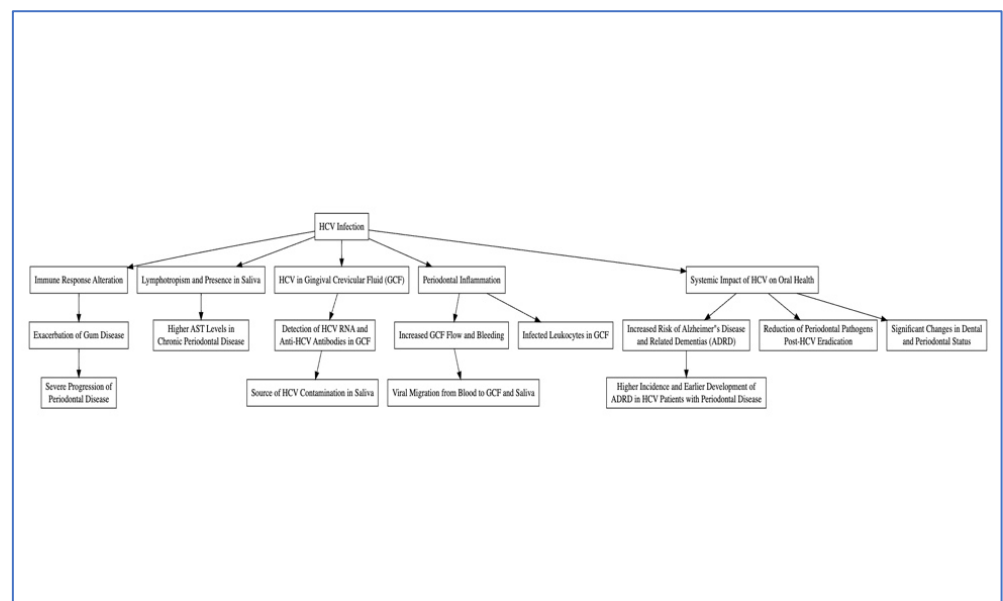 HCV Infection
Immune Response Alteration
Lymphotropism and Presence in Saliva
HCV in Gingival Crevicular Fluid (GCF)
Periodontal Inflammation
Systemic Impact of HCV on Oral Health
Exacerbation of Gum Disease
Higher AST Levels in
Chronic Periodontal Disease
Detection of HCV RNA and
Anti-HCV Antibodies in GCF
Increased GCF Flow and Bleeding
Infected Leukocytes in GCF
Increased Risk of Alzheimer"s Disease
and Related Dementias (ADRD)
Reduction of Periodontal Pathogens
Post-HCV Eradication
Significant Changes in Dental
and Periodontal Status
Severe Progression of
Periodontal Disease
Source of HCV Contamination in Saliva
Viral Migration from Blood to GCF and Saliva
Higher Incidence and Earlier Development of
ADRD in HCV Patients with Periodontal Disease